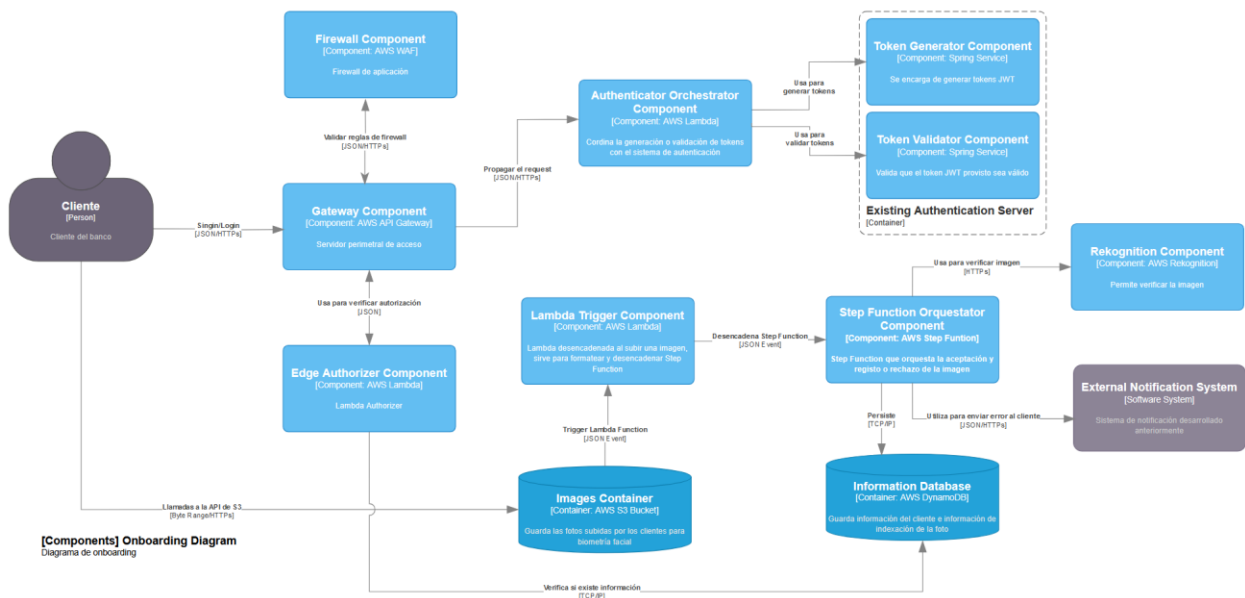 Firewall Component
[Component: AWS WAF]
Firewall de aplicación
Validar reglas de firewall
[JSON/HTTPs]
Cliente
[Person]
Cliente del banco
Singin/Login
[JSON/HTTPs]
Gateway Component
[Component: AWS API Gateway]
Servidor perimetral de acceso
Propagar el request
[JSON/HTTPs]
Authenticator Orchestrator
Component
[Component: AWS Lambda]
Cordina la generación o validación de tokens
con el sistema de autenticación
Usa para
generar tokens
Usa para
validar tokens
Token Generator Component
[Component: Spring Service]
Se encarga de generar tokens JWT
Token Validator Component
[Component: Spring Service]
Valida que el token JWT provisto sea válido
Existing Authentication Server
[Container]
Usa para verificar autorización
[JSON]
Edge Authorizer Component
[Component: AWS Lambda]
Lambda Authorizer
Lambda Trigger Component
[Component: AWS Lambda]
Lambda desencadenada al subir una imagen,
sirve para formatear y desencadenar Step
Function
Desencadena Step Function
[JSON Event]
Step Function Orquestator
Component
[Component: AWS Step Funtion]
Step Function que orquesta la aceptación y
registo o rechazo de la imagen
Usa para verificar imagen
[HTTPs]
Rekognition Component
[Component: AWS Rekognition]
Permite verificar la imagen
Utiliza para enviar error al cliente
[JSON/HTTPs]
External Notification System
[Software System]
Sistema de notificación desarrollado
anteriormente
Persiste
[TCP/IP]
Trigger Lambda Function
[JSON Event]
Llamadas a la API de S3
[Byte Range/HTTPs]
Images Container
[Container: AWS S3 Bucket]
Guarda las fotos subidas por los clientes para
biometría facial
Information Database
[Container: AWS DynamoDB]
Guarda información del cliente e información de
indexación de la foto
[Components] Onboarding Diagram
Diagrama de onboarding
Verifica si existe información
[TCP/IP]